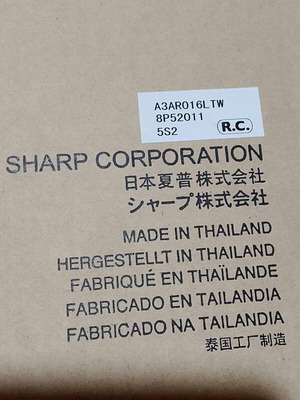 A3AR016LTW
8P52011
5S2 R.C.
SHARP CORPORATION
日本夏普株式会社
シャープ株式会社
MADE IN THAILAND
HERGESTELLT IN THAILAND
FABRIQUÉ EN THAÏLANDE
FABRICADO EN TAILANDIA
FABRICADO NA TAILANDIA
泰国工厂制造